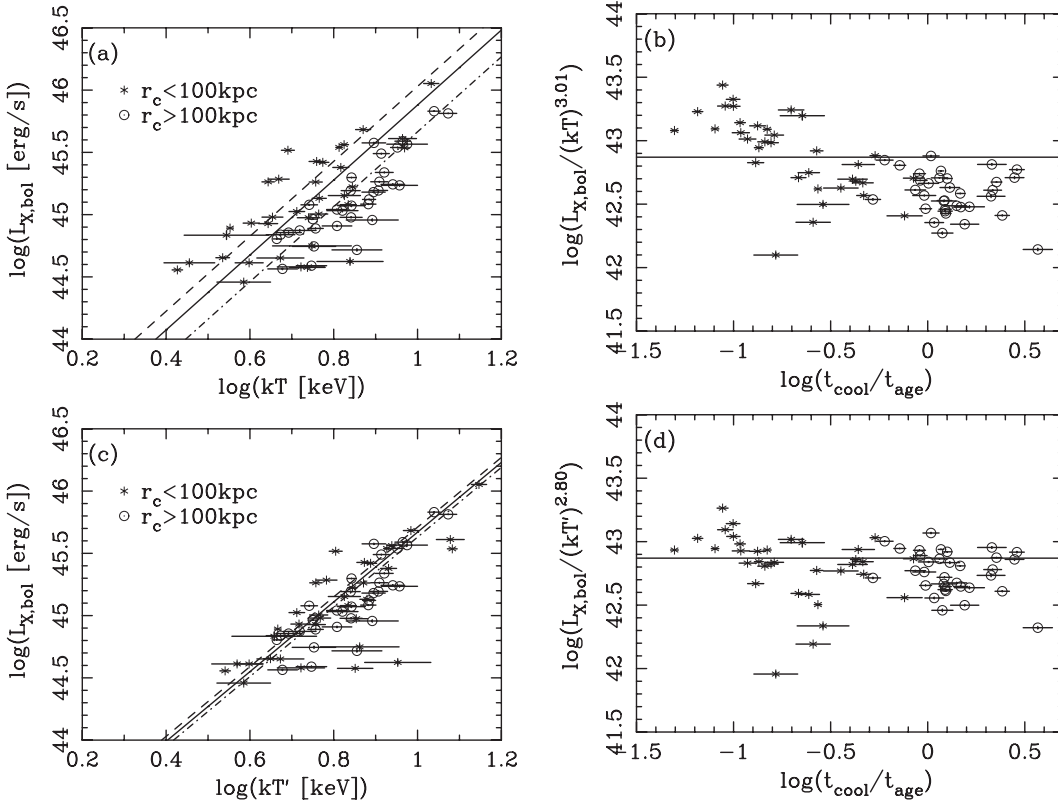 (a)
* r_c<100kpc
⊙ r_c>100kpc
log(L_X,bol [erg/s])
44 44.5 45 45.5 46 46.5
0.2 0.4 0.6 0.8 1 1.2
log(kT [keV])
(b)
log(L_X,bol/(kT)^3.01)
41.5 42 42.5 43 43.5 44
−1.5 −1 −0.5 0 0.5
log(t_cool/t_age)
(c)
* r_c<100kpc
⊙ r_c>100kpc
log(L_X,bol [erg/s])
44 44.5 45 45.5 46 46.5
0.2 0.4 0.6 0.8 1 1.2
log(kT' [keV])
(d)
log(L_X,bol/(kT')^2.80)
41.5 42 42.5 43 43.5 44
−1.5 −1 −0.5 0 0.5
log(t_cool/t_age)